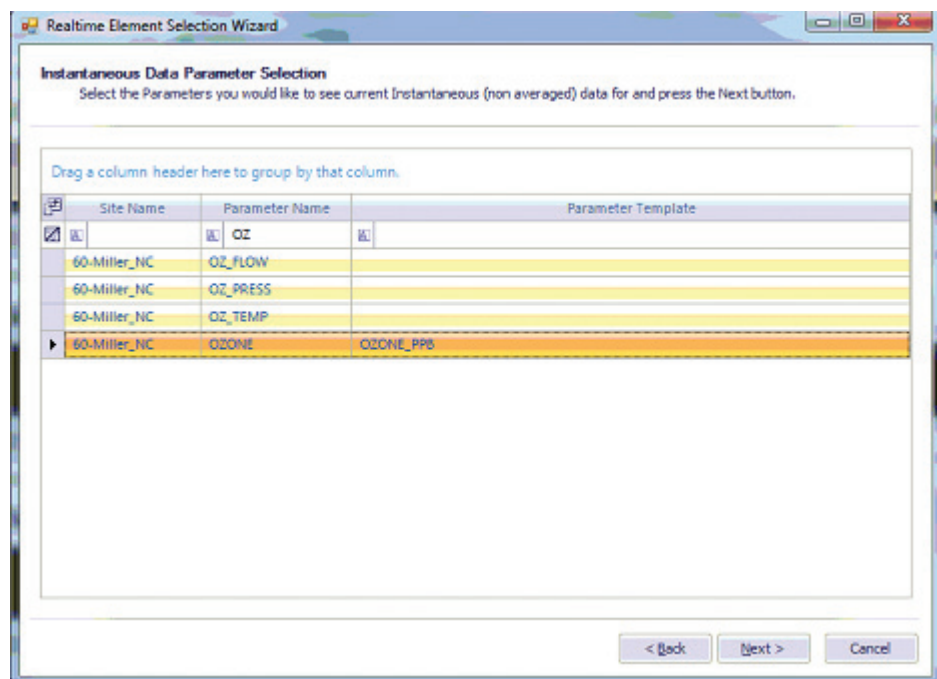 Realtime Element Selection Wizard
Instantaneous Data Parameter Selection
Select the Parameters you would like to see current Instantaneous (non averaged) data for and press the Next button.
Drag a column header here to group by that column.
Site Name Parameter Name Parameter Template
OZ
60-Miller_NC OZ_FLOW
60-Miller_NC OZ_PRESS
60-Miller_NC OZ_TEMP
60-Miller_NC OZONE OZONE_PPB
< Back Next > Cancel